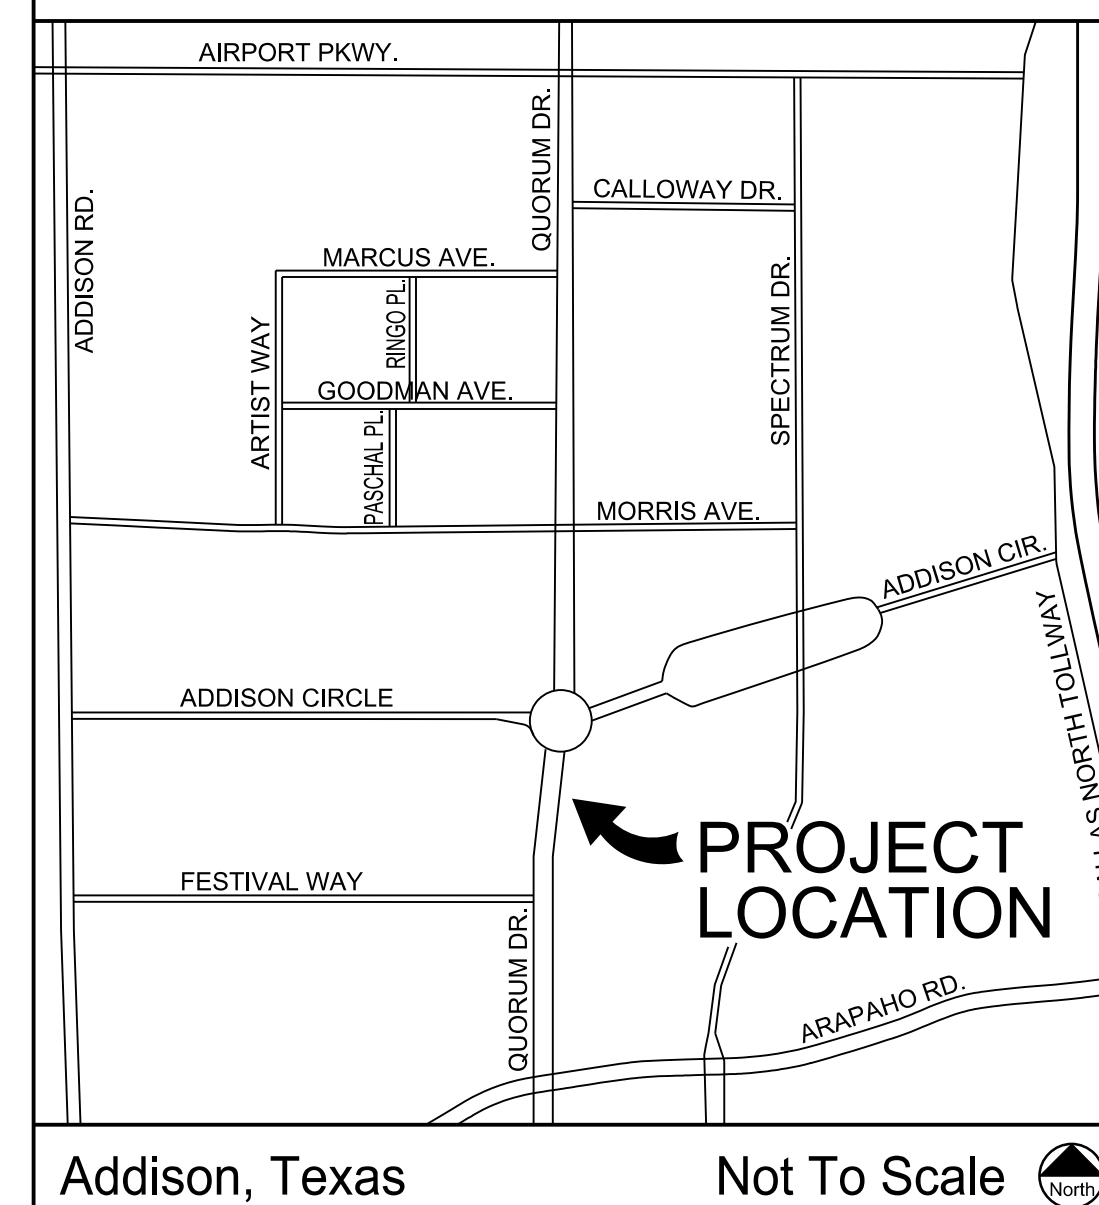 AIRPORT PKWY.
QUORUM DR.
CALLOWAY DR.
ADDISON RD.
MARCUS AVE.
RINGO PL.
SPECTRUM DR.
ARTIST WAY
GOODMAN AVE.
PASCHAL PL.
MORRIS AVE.
ADDISON CIR.
NORTH TOLLWAY
ADDISON CIRCLE
PROJECT
LOCATION
FESTIVAL WAY
QUORUM DR.
ARAPAHO RD.
Addison, Texas
Not To Scale
North